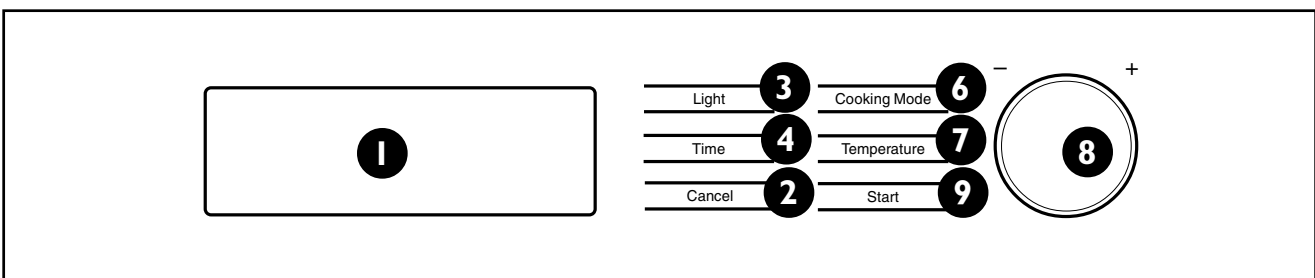 – +
3 6
Light Cooking Mode
1 4 7 8
Time Temperature
2 9
Cancel Start